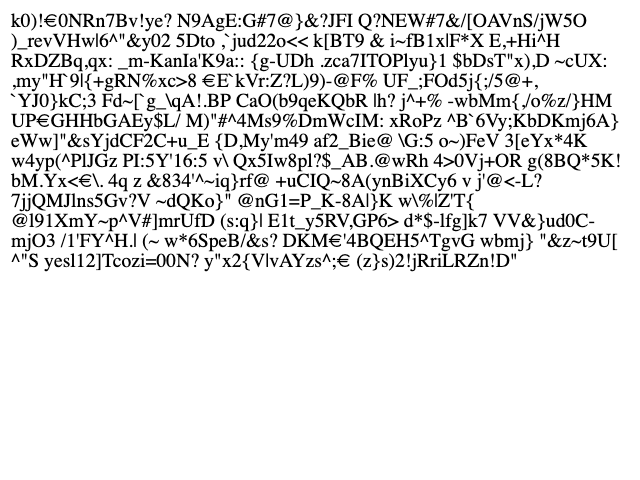 k0)!€0NRn7Bv!ye? N9AgE:G#7@}&?JFI Q?NEW#7&/[OAVnS/jW5O
)_revVHw|6^"&y02 5Dto ,`jud22o<< k[BT9 & i~fB1x|F*X E,+Hi^H
RxDZBq,qx: _m-KanIa'K9a:: {g-UDh .zca7ITOPlyu}1 $bDsT"x),D ~cUX:
,my"H`9|{+gRN%xc>8 €E`kVr:Z?L)9)-@F% UF_;FOd5j{;/5@+,
`YJ0}kC;3 Fd~[`g_\qA!.BP CaO(b9qeKQbR |h? j^+% -wbMm{,/o%z/}HM
UP€GHHbGAEy$L/ M)"#^4Ms9%DmWcIM: xRoPz ^B`6Vy;KbDKmj6A}
eWw]"&sYjdCF2C+u_E {D,My'm49 af2_Bie@ \G:5 o~)FeV 3[eYx*4K
w4yp(^PlJGz PI:5Y'16:5 v\ Qx5Iw8pl?$_AB.@wRh 4>0Vj+OR g(8BQ*5K!
bM.Yx<€\. 4q z &834'^~iq}rf@ +uCIQ~8A(ynBiXCy6 v j'@<-L?
7jjQMJlns5Gv?V ~dQKo}" @nG1=P_K-8A|}K w\%|Z'T{
@l91XmY~p^V#]mrUfD (s:q}| E1t_y5RV,GP6> d*$-lfg]k7 VV&}ud0C-
mjO3 /1'FY^H.| (~ w*6SpeB/&s? DKM€'4BQEH5^TgvG wbmj} "&z~t9U[
^"S yesl12]Tcozi=00N? y"x2{V|vAYzs^;€ (z}s)2!jRriLRZn!D"